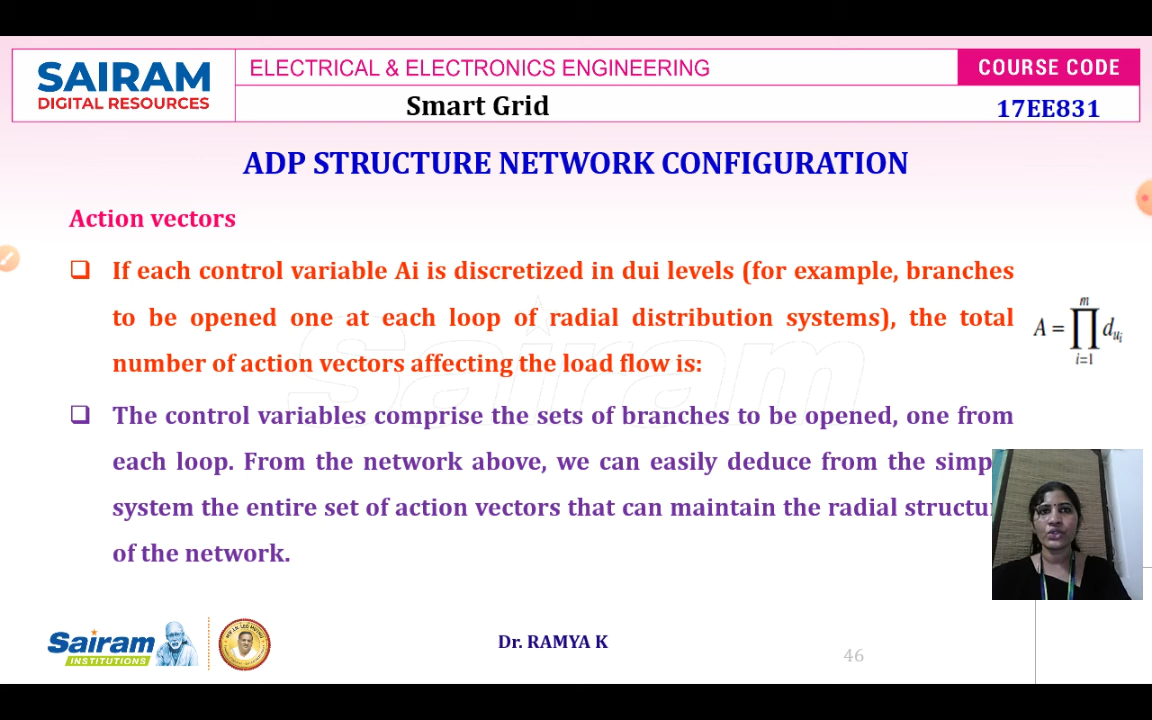 SAIRAM
DIGITAL RESOURCES
ELECTRICAL & ELECTRONICS ENGINEERING
COURSE CODE
Smart Grid
17EE831
ADP STRUCTURE NETWORK CONFIGURATION
Action vectors
❑ If each control variable Ai is discretized in dui levels (for example, branches
to be opened one at each loop of radial distribution systems), the total
number of action vectors affecting the load flow is:
A = ∏ᵢ₌₁ᵐ d_{u_i}
❑ The control variables comprise the sets of branches to be opened, one from
each loop. From the network above, we can easily deduce from the simp
system the entire set of action vectors that can maintain the radial structu
of the network.
Sairam
Sairam
INSTITUTIONS
Dr. RAMYA K
46